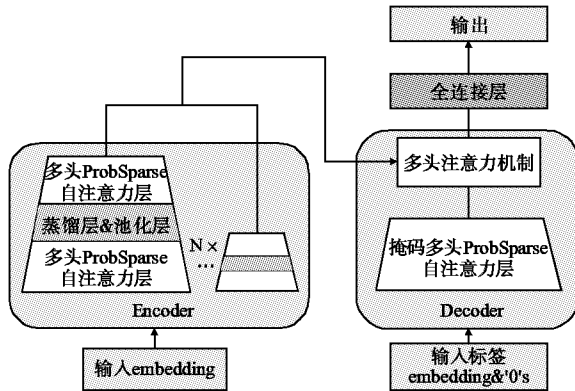 输出
全连接层
多头注意力机制
多头ProbSparse
自注意力层
蒸馏层&池化层
多头ProbSparse
自注意力层
N×
...
Encoder
掩码多头ProbSparse
自注意力层
Decoder
输入embedding
输入标签
embedding&'0's